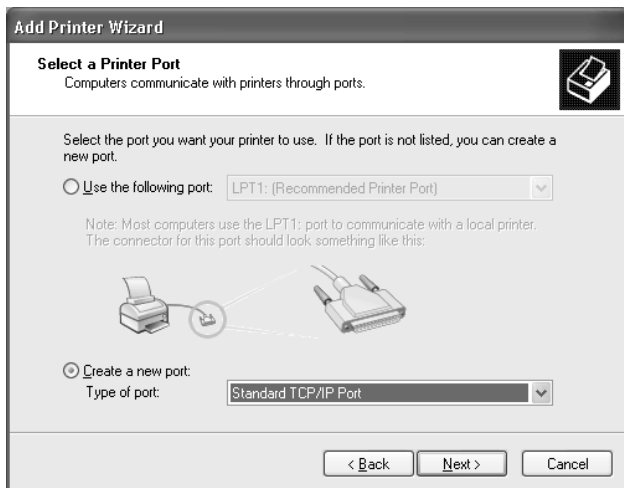 Add Printer Wizard
Select a Printer Port
Computers communicate with printers through ports.
Select the port you want your printer to use. If the port is not listed, you can create a
new port.
Use the following port: LPT1: (Recommended Printer Port)
Note: Most computers use the LPT1: port to communicate with a local printer.
The connector for this port should look something like this:
Create a new port:
Type of port: Standard TCP/IP Port
< Back Next > Cancel